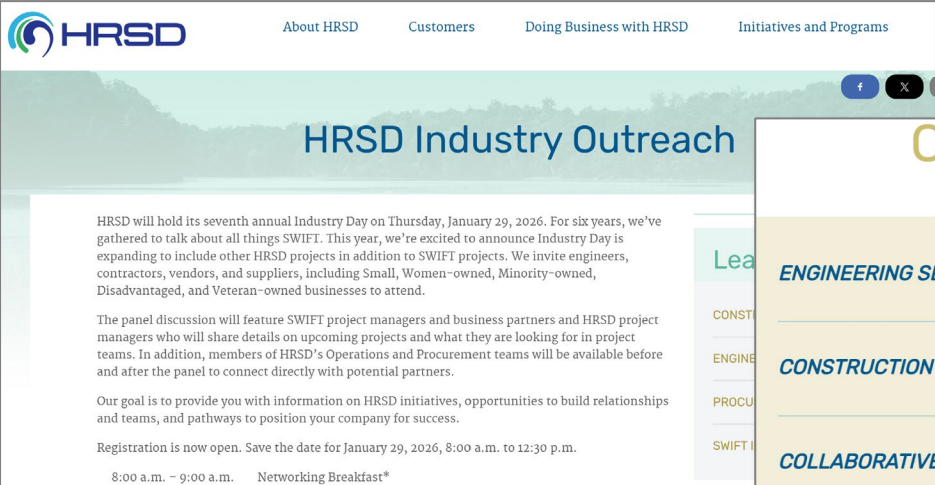 HRSD
About HRSD Customers Doing Business with HRSD Initiatives and Programs
HRSD Industry Outreach
HRSD will hold its seventh annual Industry Day on Thursday, January 29, 2026. For six years, we've
gathered to talk about all things SWIFT. This year, we're excited to announce Industry Day is
expanding to include other HRSD projects in addition to SWIFT projects. We invite engineers,
contractors, vendors, and suppliers, including Small, Women-owned, Minority-owned,
Disadvantaged, and Veteran-owned businesses to attend.
The panel discussion will feature SWIFT project managers and business partners and HRSD project
managers who will share details on upcoming projects and what they are looking for in project
teams. In addition, members of HRSD's Operations and Procurement teams will be available before
and after the panel to connect directly with potential partners.
Our goal is to provide you with information on HRSD initiatives, opportunities to build relationships
and teams, and pathways to position your company for success.
Registration is now open. Save the date for January 29, 2026, 8:00 a.m. to 12:30 p.m.
8:00 a.m. – 9:00 a.m. Networking Breakfast*
Lea
CONSTI
ENGINE
PROCU
SWIFT I
ENGINEERING SE
CONSTRUCTION
COLLABORATIVE